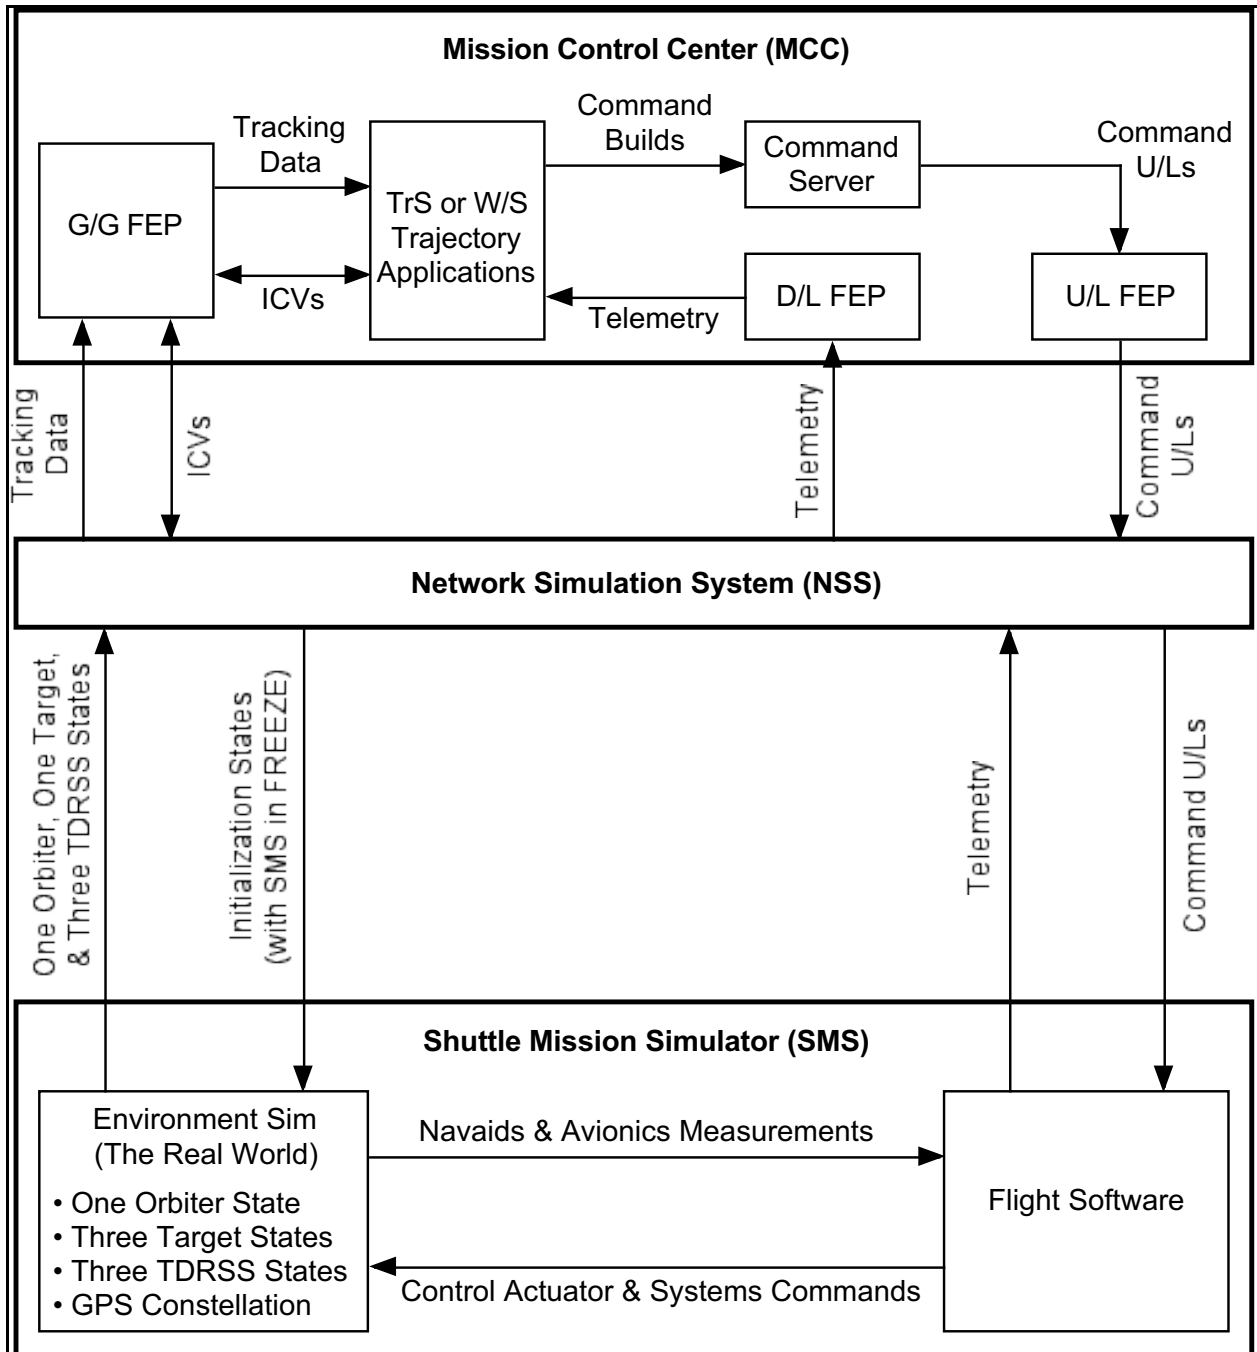 Mission Control Center (MCC)
Tracking
Data
Command
Builds
Command
U/Ls
G/G FEP
TrS or W/S
Trajectory
Applications
Command
Server
ICVs
Telemetry
D/L FEP
U/L FEP
Tracking
Data
ICVs
Telemetry
Command
U/Ls
Network Simulation System (NSS)
One Orbiter, One Target,
& Three TDRSS States
Initialization States
(with SMS in FREEZE)
Telemetry
Command U/Ls
Shuttle Mission Simulator (SMS)
Environment Sim
(The Real World)
• One Orbiter State
• Three Target States
• Three TDRSS States
• GPS Constellation
Navaids & Avionics Measurements
Control Actuator & Systems Commands
Flight Software